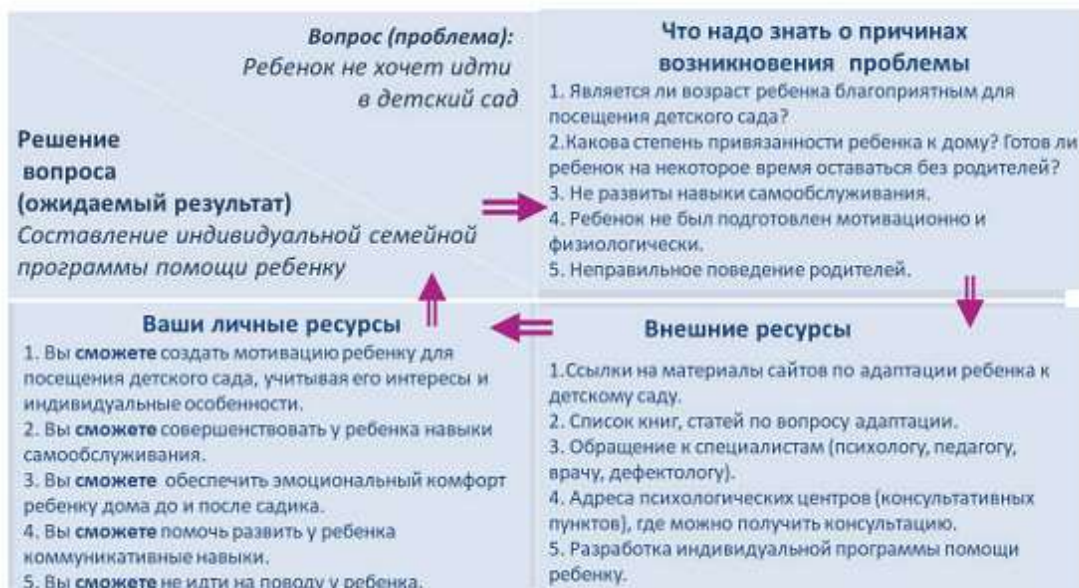 Вопрос (проблема):
Ребенок не хочет идти
в детский сад
Решение
вопроса
(ожидаемый результат)
Составление индивидуальной семейной
программы помощи ребенку
Что надо знать о причинах
возникновения проблемы
1. Является ли возраст ребенка благоприятным для
посещения детского сада?
2.Какова степень привязанности ребенка к дому? Готов ли
ребенок на некоторое время оставаться без родителей?
3. Не развиты навыки самообслуживания.
4. Ребенок не был подготовлен мотивационно и
физиологически.
5. Неправильное поведение родителей.
Ваши личные ресурсы
1. Вы сможете создать мотивацию ребенку для
посещения детского сада, учитывая его интересы и
индивидуальные особенности.
2. Вы сможете совершенствовать у ребенка навыки
самообслуживания.
3. Вы сможете обеспечить эмоциональный комфорт
ребенку дома до и после садика.
4. Вы сможете помочь развить у ребенка
коммуникативные навыки.
5. Вы сможете не идти на поводу у ребенка.
Внешние ресурсы
1.Ссылки на материалы сайтов по адаптации ребенка к
детскому саду.
2. Список книг, статей по вопросу адаптации.
3. Обращение к специалистам (психологу, педагогу,
врачу, дефектологу).
4. Адреса психологических центров (консультативных
пунктов), где можно получить консультацию.
5. Разработка индивидуальной программы помощи
ребенку.